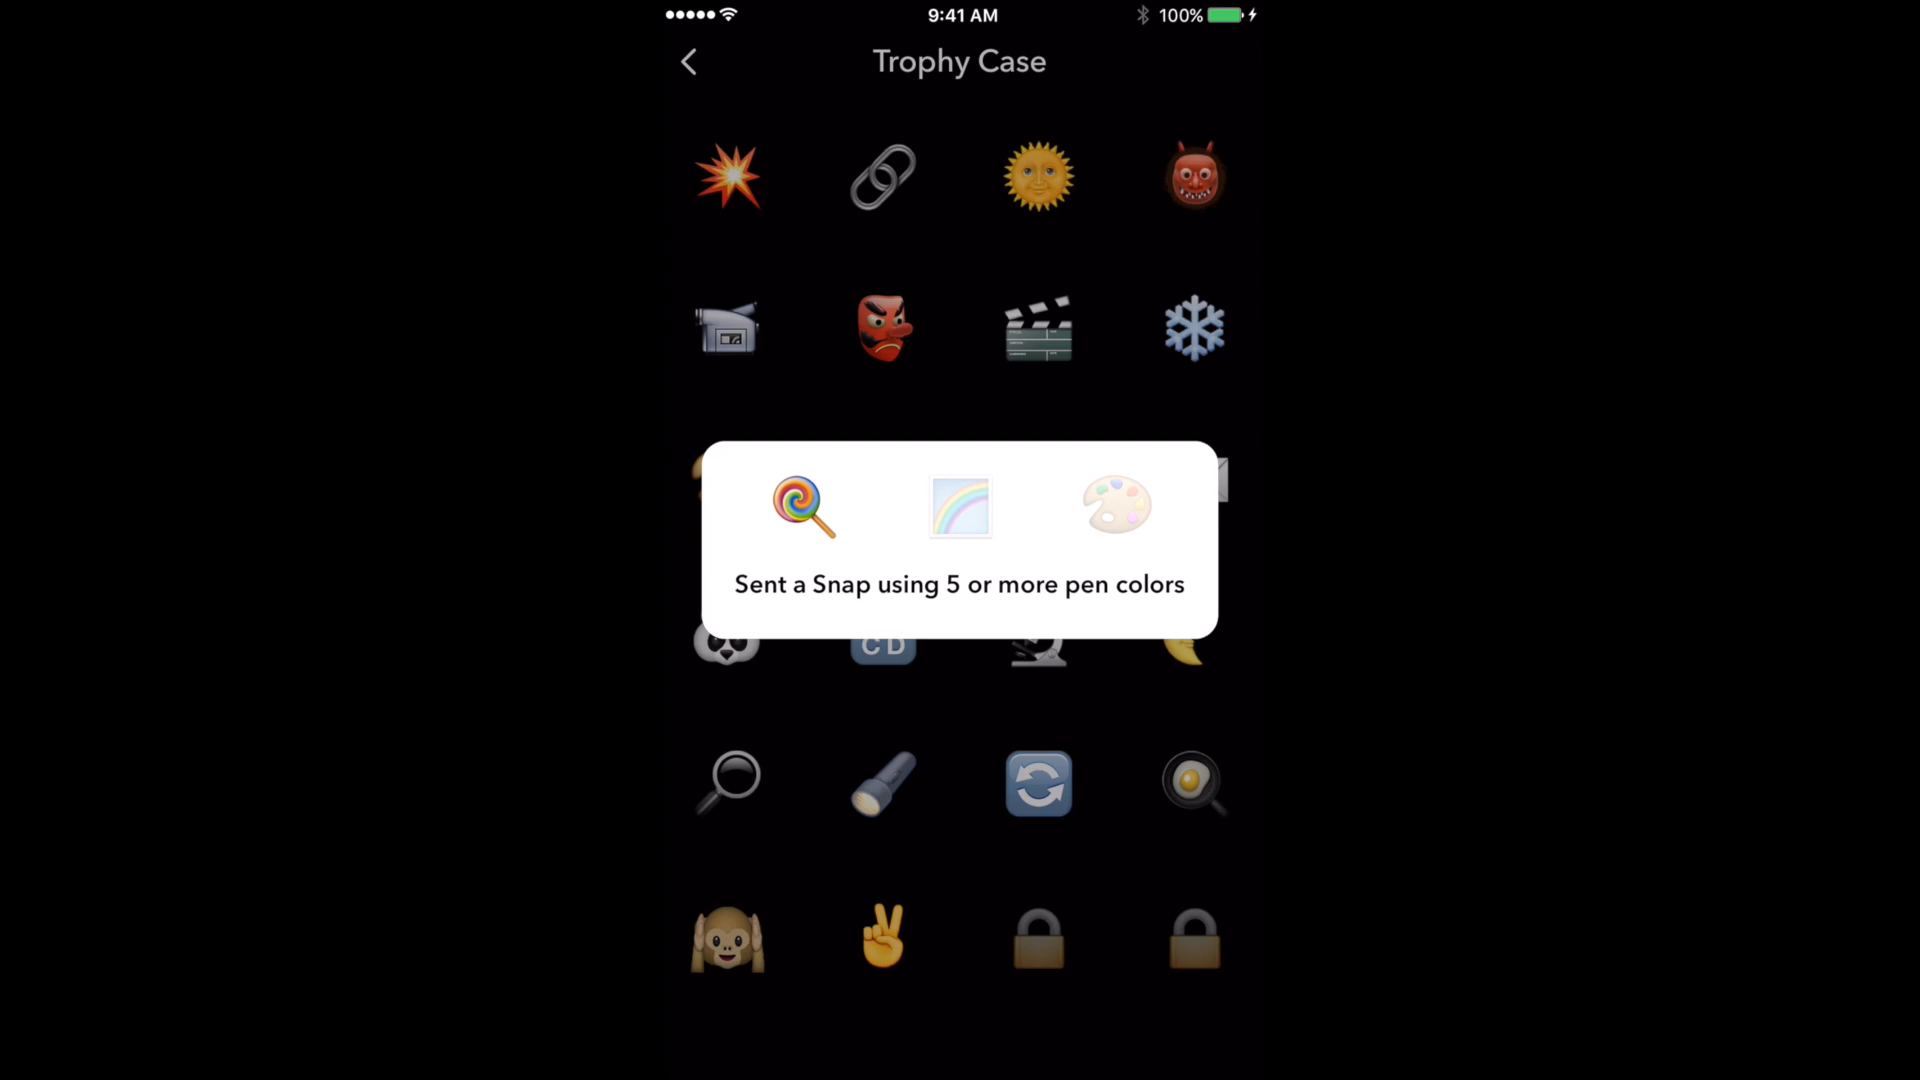 9:41 AM
100%
Trophy Case
Sent a Snap using 5 or more pen colors
CD